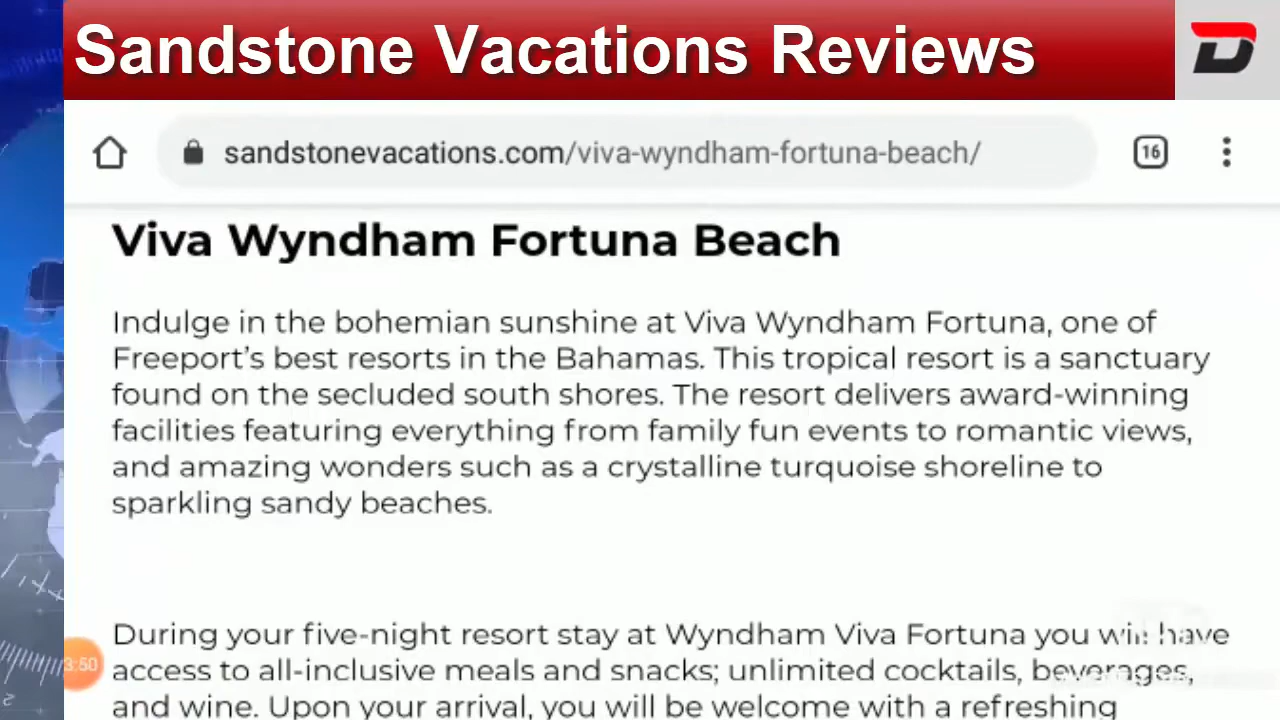 Sandstone Vacations Reviews
sandstonevacations.com/viva-wyndham-fortuna-beach/
16
Viva Wyndham Fortuna Beach
Indulge in the bohemian sunshine at Viva Wyndham Fortuna, one of
Freeport's best resorts in the Bahamas. This tropical resort is a sanctuary
found on the secluded south shores. The resort delivers award-winning
facilities featuring everything from family fun events to romantic views,
and amazing wonders such as a crystalline turquoise shoreline to
sparkling sandy beaches.
During your five-night resort stay at Wyndham Viva Fortuna you will have
3:50
access to all-inclusive meals and snacks; unlimited cocktails, beverages,
and wine. Upon your arrival, you will be welcome with a refreshing